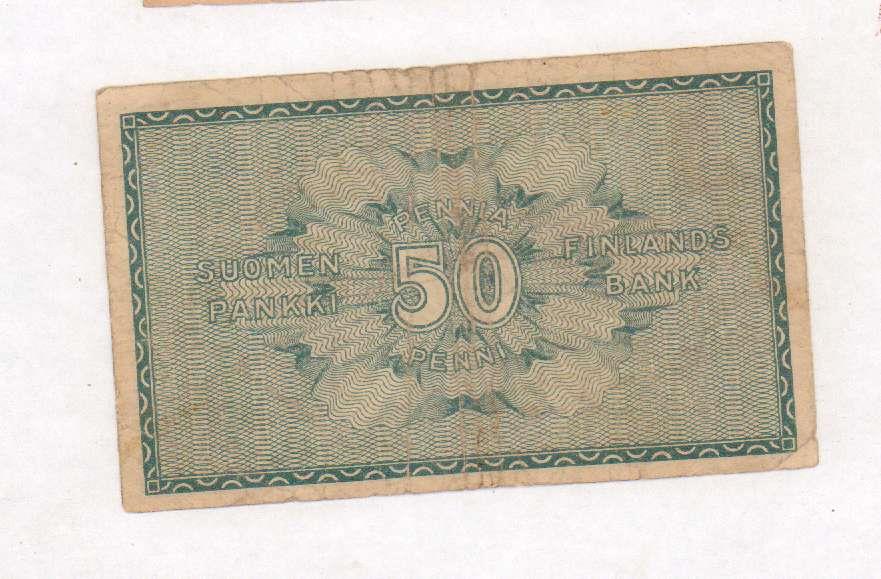 PENNIÄ
SUOMEN
PANKKI
50
FINLANDS
BANK
PENNI